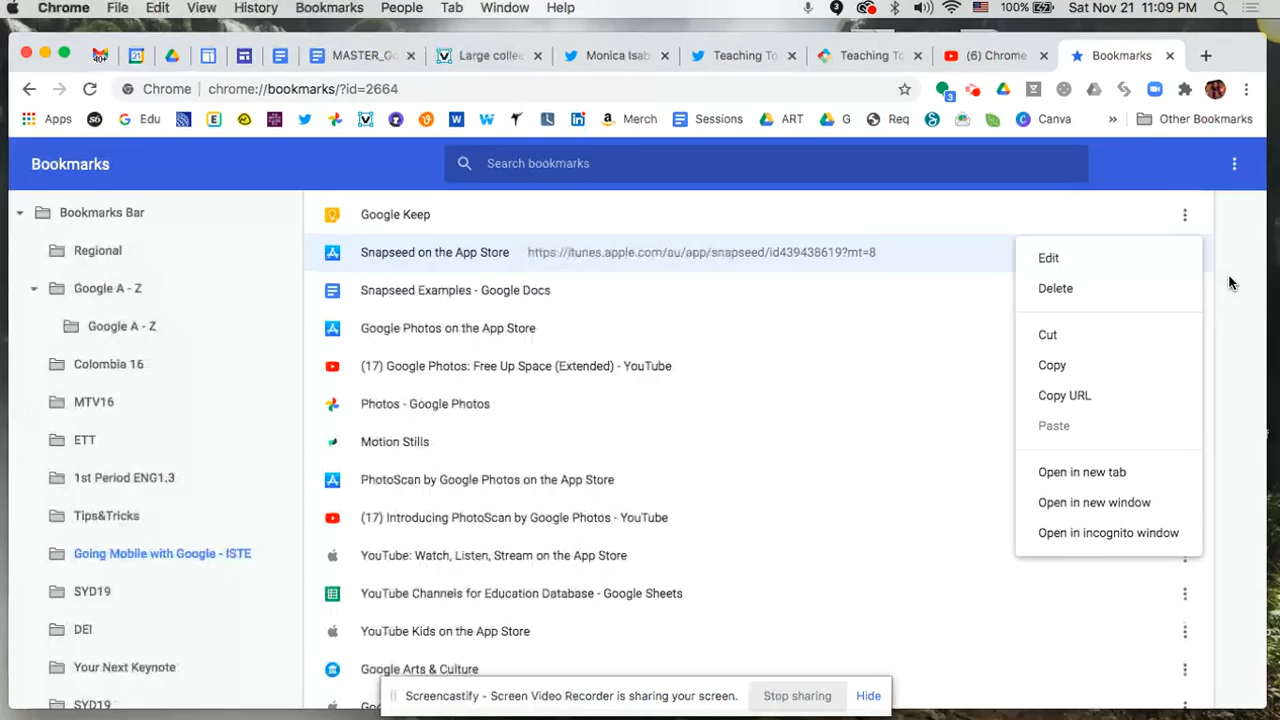 Chrome File Edit View History Bookmarks People Tab Window Help 100% Sat Nov 21 11:09 PM
MASTER_Go Large collec Monica Isab Teaching To Teaching To (6) Chrome Bookmarks
Chrome chrome://bookmarks/?id=2664
Apps Edu Merch Sessions ART G Req Canva » Other Bookmarks
Bookmarks Search bookmarks
Bookmarks Bar
Regional
Google A - Z
Google A - Z
Colombia 16
MTV16
ETT
1st Period ENG1.3
Tips&Tricks
Going Mobile with Google - ISTE
SYD19
DEI
Your Next Keynote
SYD19
Google Keep
Snapseed on the App Store https://itunes.apple.com/au/app/snapseed/id439438619?mt=8
Snapseed Examples - Google Docs
Google Photos on the App Store
(17) Google Photos: Free Up Space (Extended) - YouTube
Photos - Google Photos
Motion Stills
PhotoScan by Google Photos on the App Store
(17) Introducing PhotoScan by Google Photos - YouTube
YouTube: Watch, Listen, Stream on the App Store
YouTube Channels for Education Database - Google Sheets
YouTube Kids on the App Store
Google Arts & Culture
Edit
Delete
Cut
Copy
Copy URL
Paste
Open in new tab
Open in new window
Open in incognito window
Screencastify - Screen Video Recorder is sharing your screen. Stop sharing Hide